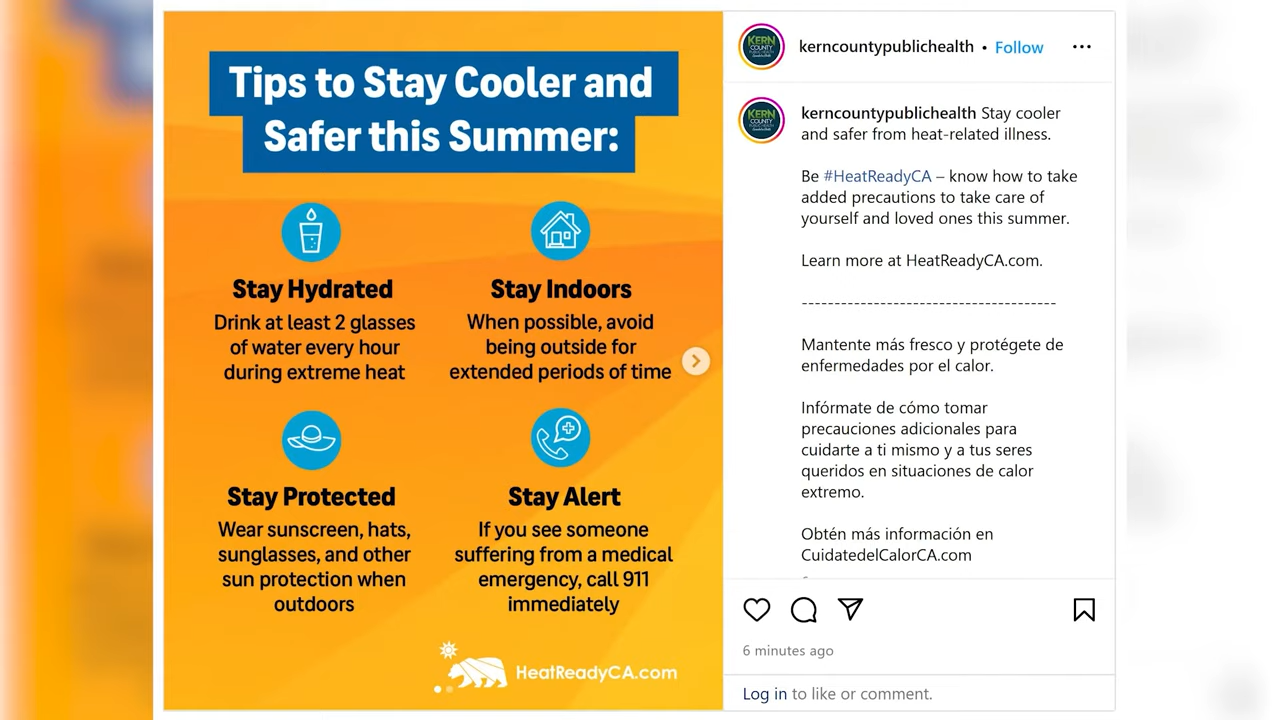 Tips to Stay Cooler and
Safer this Summer:
Stay Hydrated
Drink at least 2 glasses
of water every hour
during extreme heat
Stay Indoors
When possible, avoid
being outside for
extended periods of time
Stay Protected
Wear sunscreen, hats,
sunglasses, and other
sun protection when
outdoors
Stay Alert
If you see someone
suffering from a medical
emergency, call 911
immediately
HeatReadyCA.com
KERN
COUNTY
kerncountypublichealth • Follow
KERN
COUNTY
kerncountypublichealth Stay cooler
and safer from heat-related illness.
Be #HeatReadyCA – know how to take
added precautions to take care of
yourself and loved ones this summer.
Learn more at HeatReadyCA.com.
---------------------------------------
Mantente más fresco y protégete de
enfermedades por el calor.
Infórmate de cómo tomar
precauciones adicionales para
cuidarte a ti mismo y a tus seres
queridos en situaciones de calor
extremo.
Obtén más información en
CuidatedelCalorCA.com
6 minutes ago
Log in to like or comment.